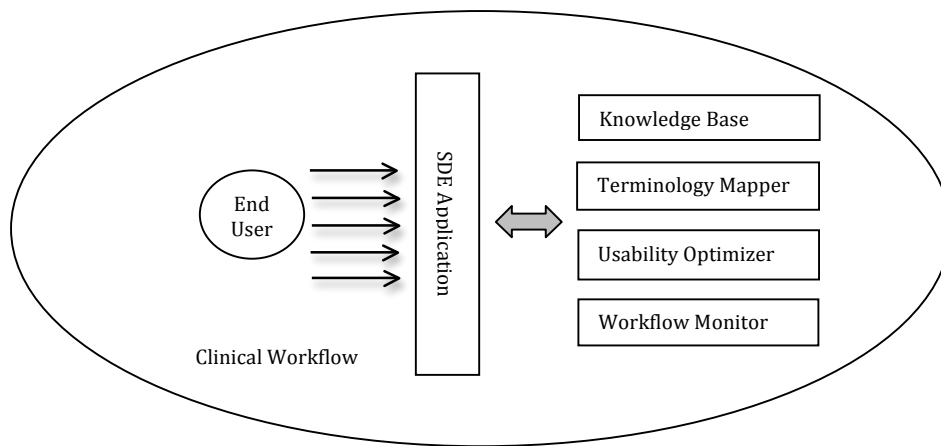 End
User
Clinical Workflow
SDE Application
Knowledge Base
Terminology Mapper
Usability Optimizer
Workflow Monitor